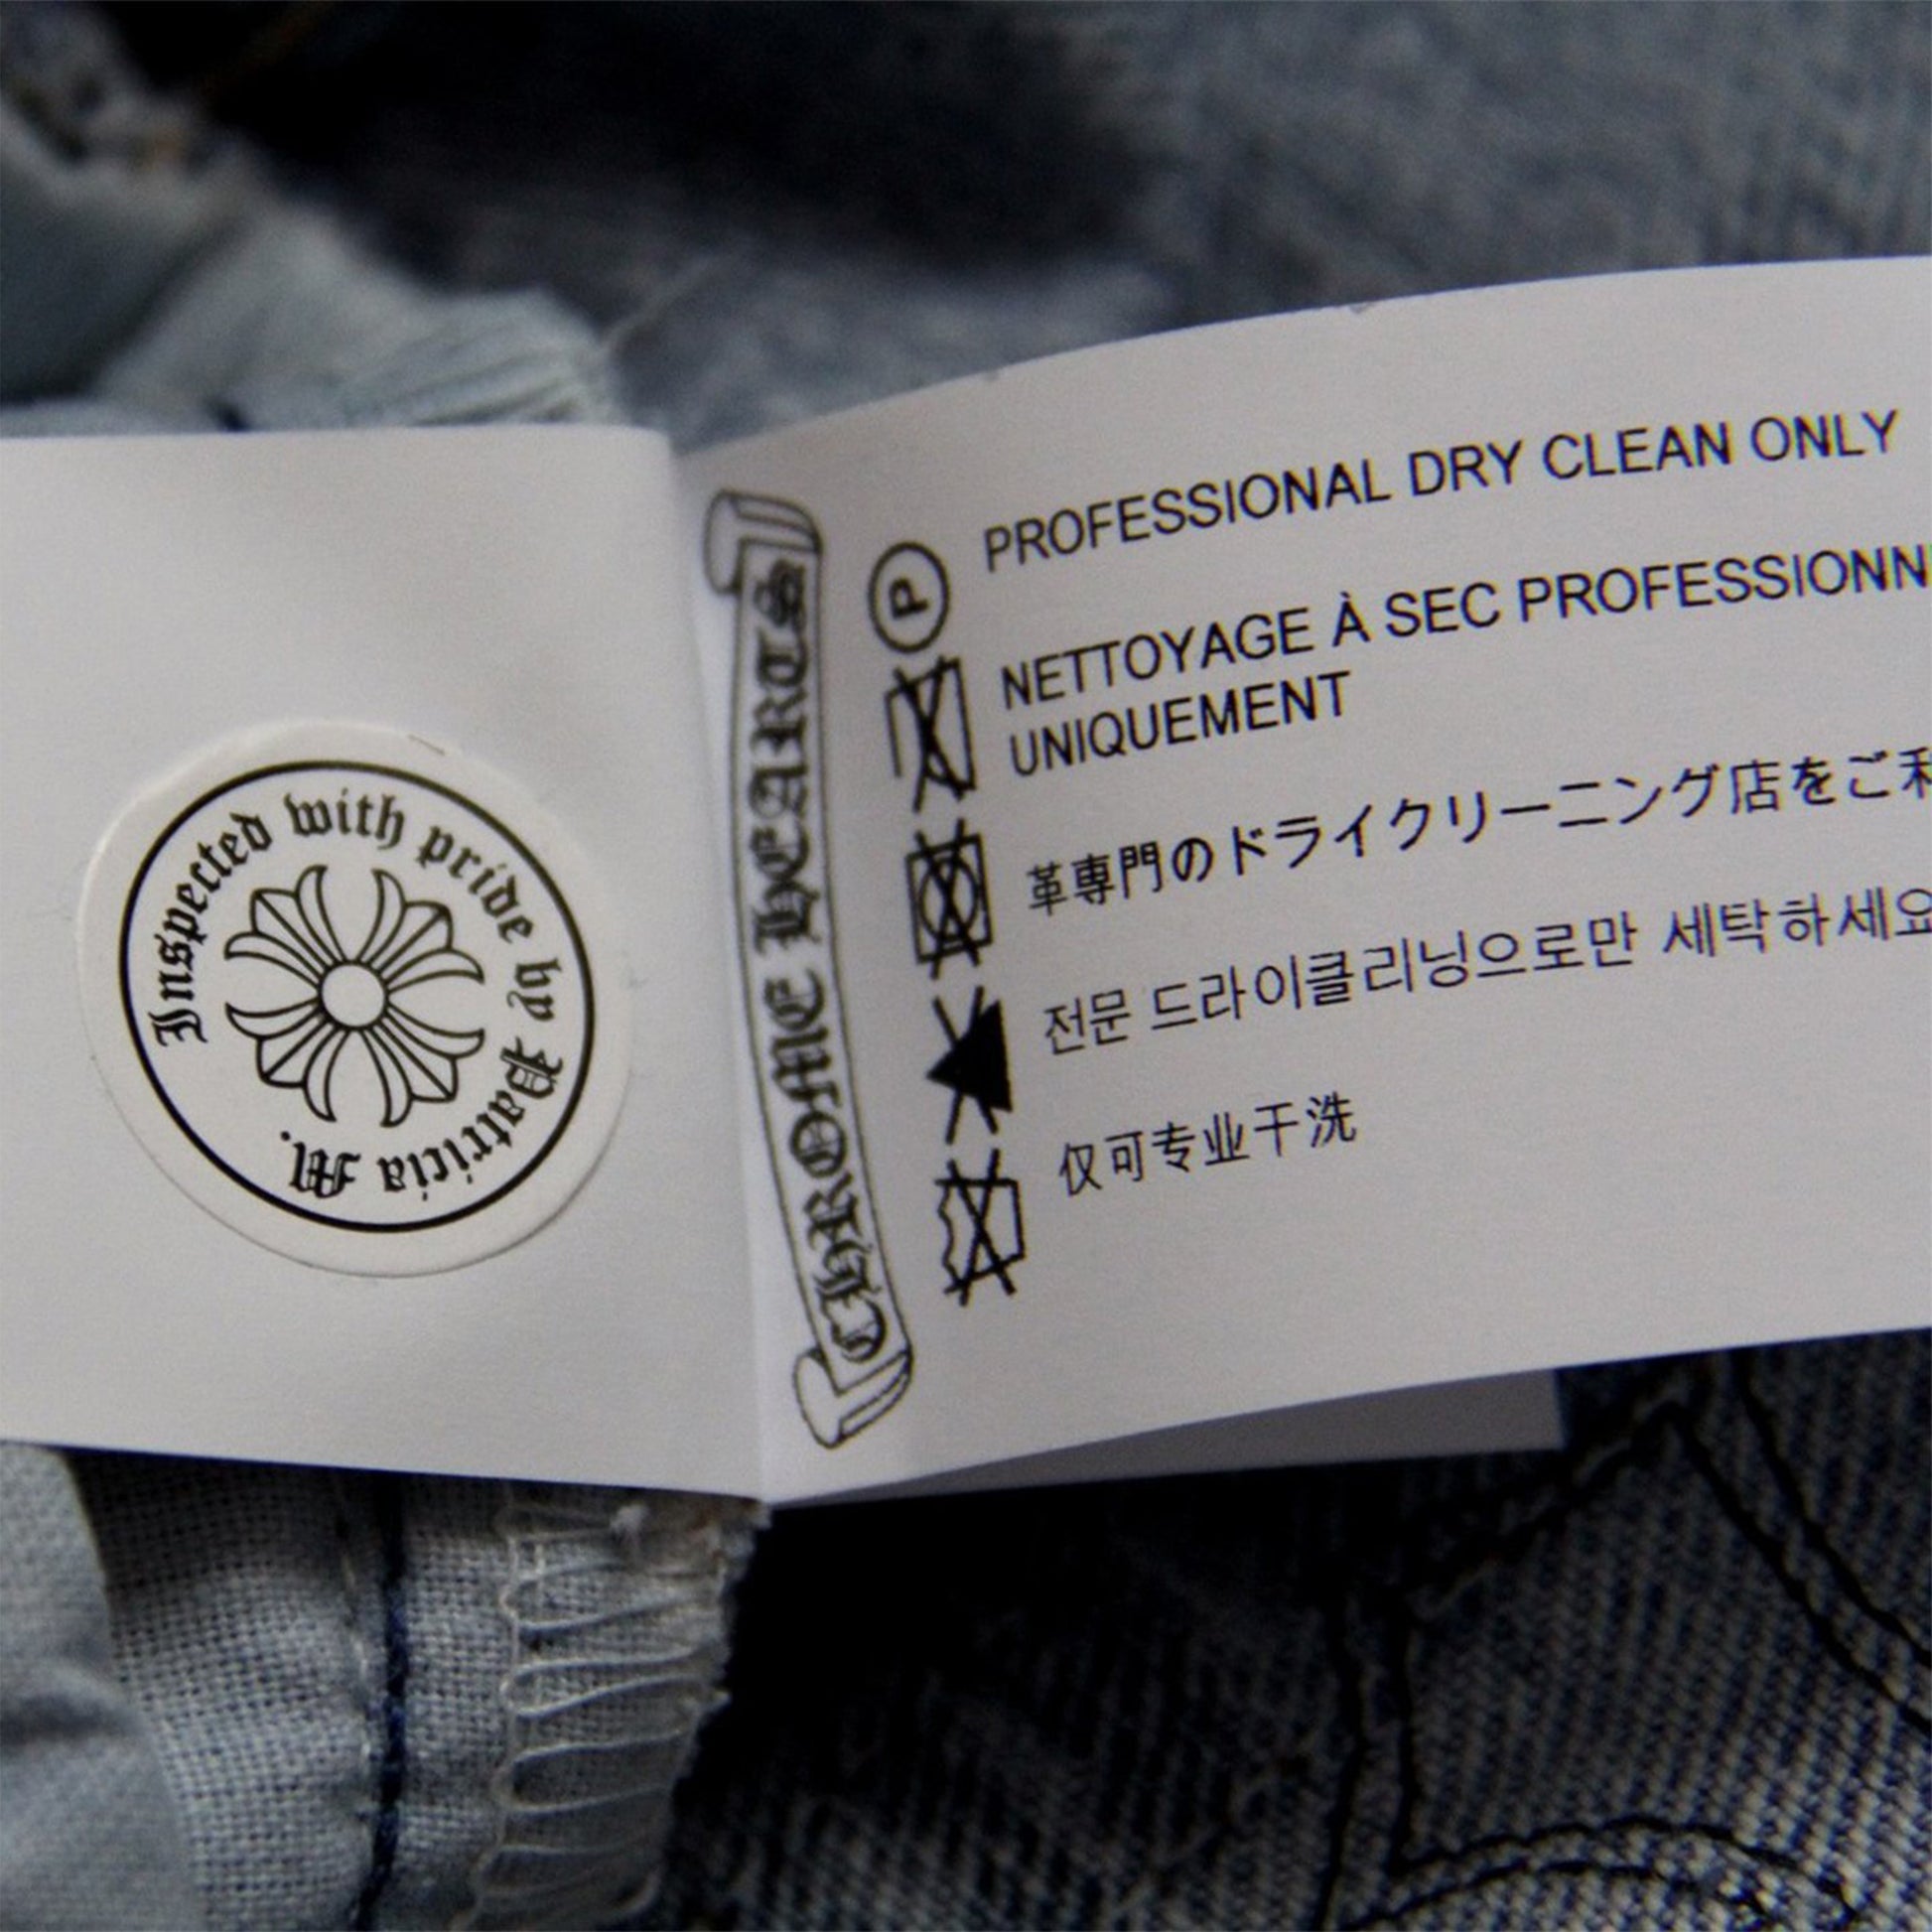 Inspected with pride by Patricia M.
CHROME HEARTS
P
PROFESSIONAL DRY CLEAN ONLY
NETTOYAGE À SEC
UNIQUEMENT
革専門のドライクリーニング店をご
전문 드라이클리닝으로만 세탁하세요
仅可专业干洗